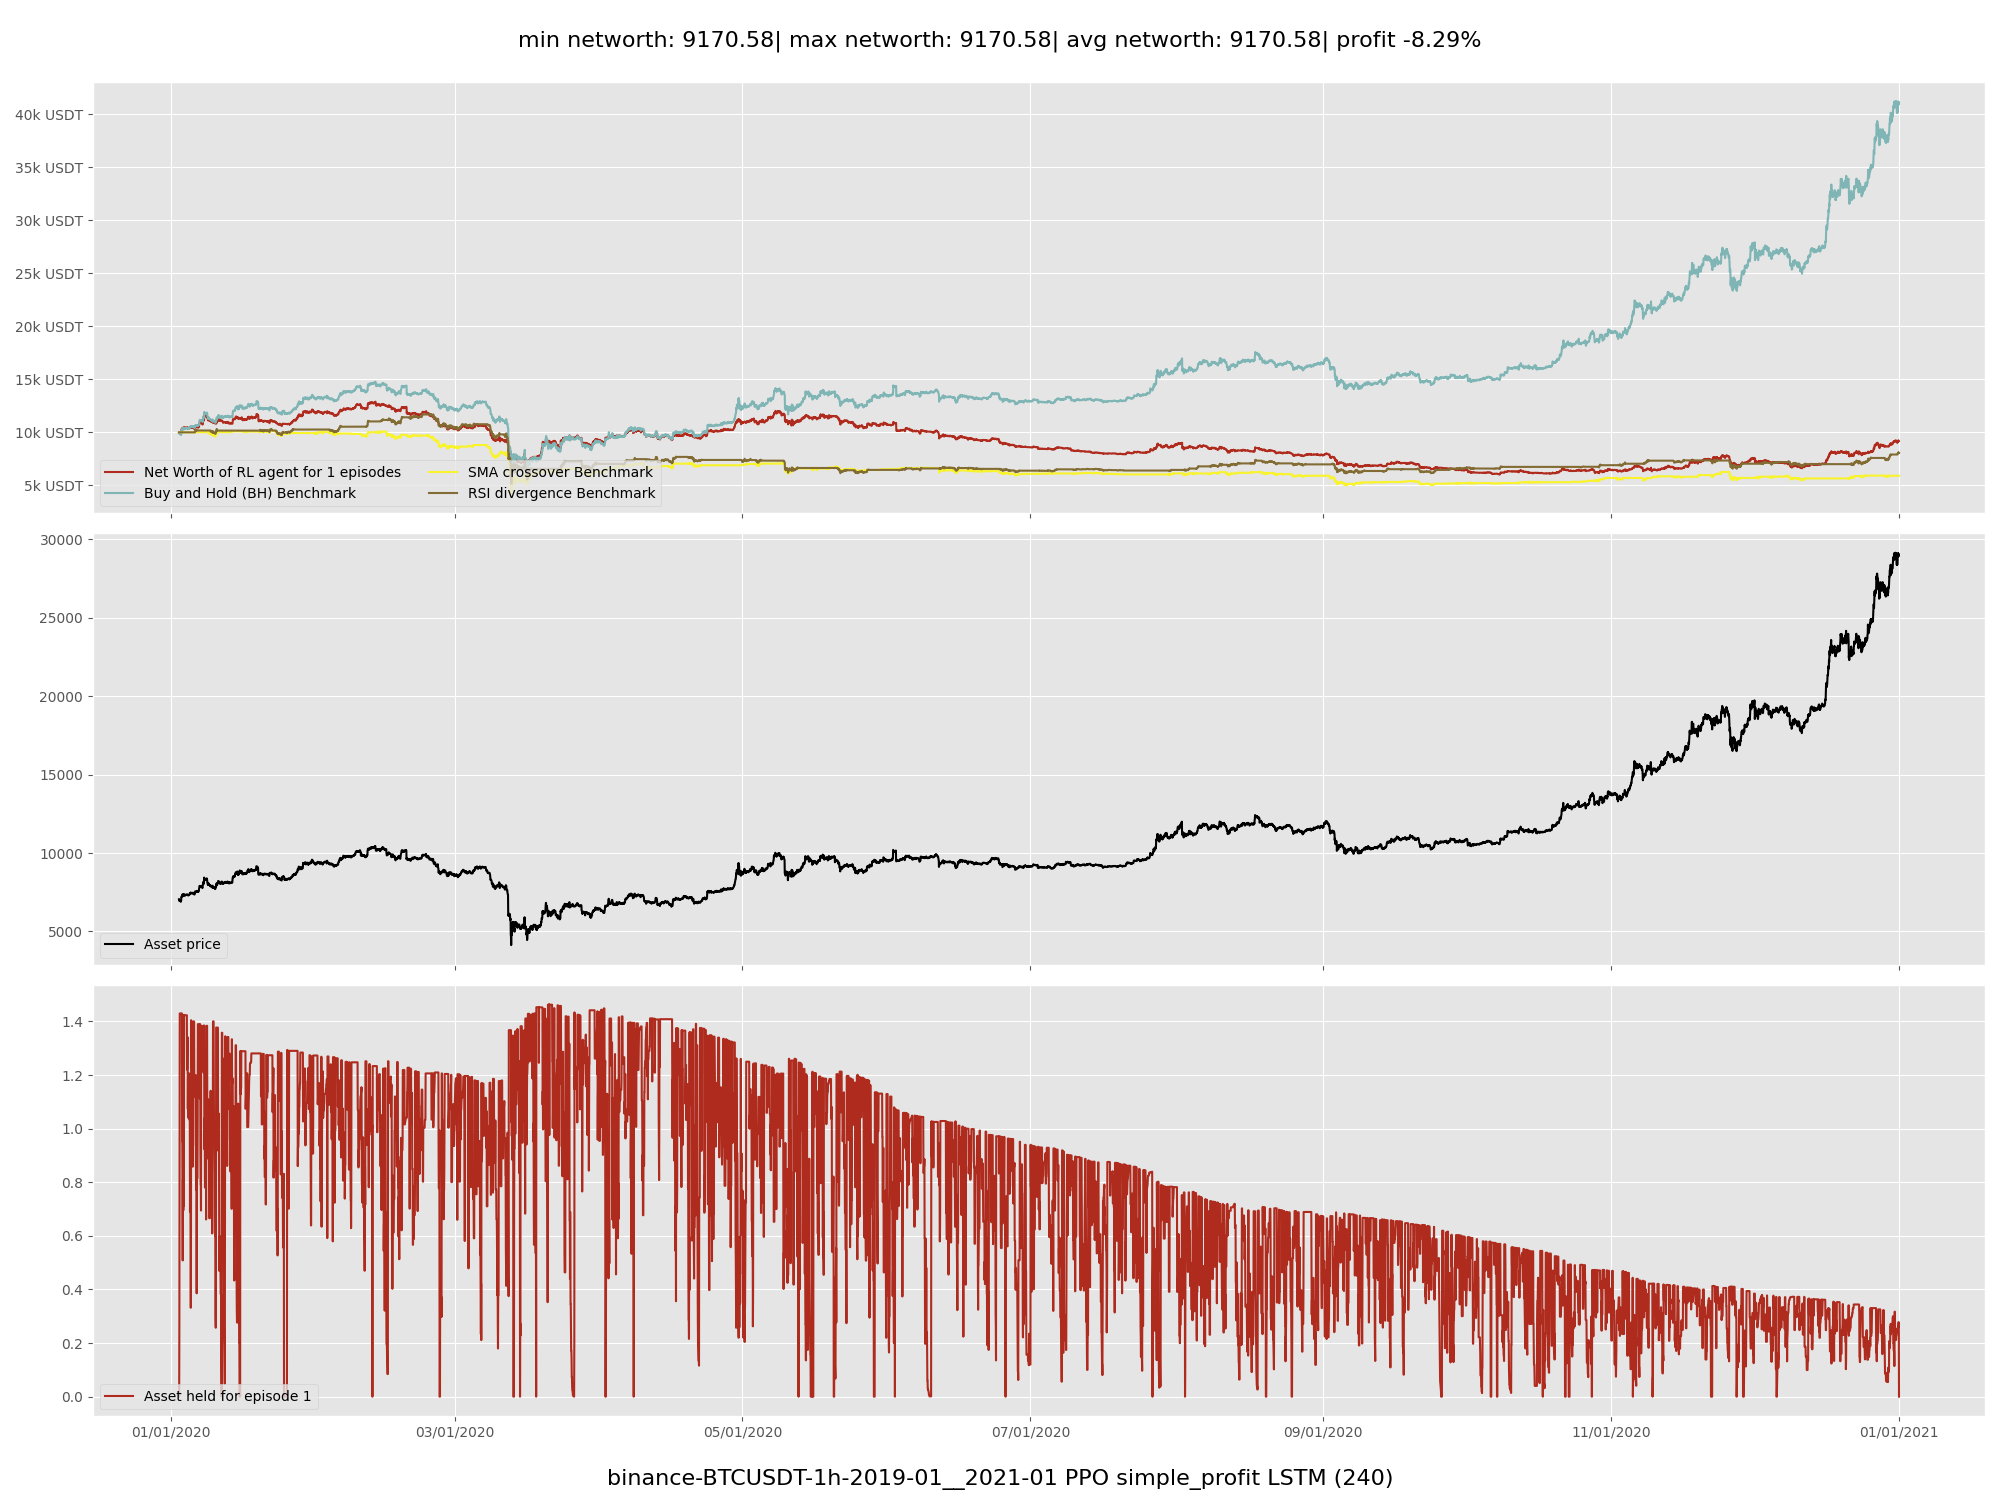 min networth: 9170.58| max networth: 9170.58| avg networth: 9170.58| profit -8.29%
40k USDT
35k USDT
30k USDT
25k USDT
20k USDT
15k USDT
10k USDT
5k USDT
Net Worth of RL agent for 1 episodes
Buy and Hold (BH) Benchmark
SMA crossover Benchmark
RSI divergence Benchmark
30000
25000
20000
15000
10000
5000
Asset price
1.4
1.2
1.0
0.8
0.6
0.4
0.2
0.0
Asset held for episode 1
01/01/2020
03/01/2020
05/01/2020
07/01/2020
09/01/2020
11/01/2020
01/01/2021
binance-BTCUSDT-1h-2019-01__2021-01 PPO simple_profit LSTM (240)